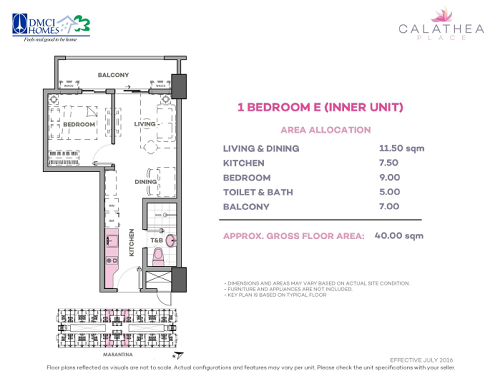 DMCI
HOMES
Feels real good to be home
CALATHEA
PLACE
BALCONY
BEDROOM
LIVING
DINING
KITCHEN
T&B
1 BEDROOM E (INNER UNIT)
AREA ALLOCATION
LIVING & DINING 11.50 sqm
KITCHEN 7.50
BEDROOM 9.00
TOILET & BATH 5.00
BALCONY 7.00
APPROX. GROSS FLOOR AREA: 40.00 sqm
- DIMENSIONS AND AREAS MAY VARY BASED ON ACTUAL SITE CONDITION.
- FURNITURE AND APPLIANCES ARE NOT INCLUDED.
- KEY PLAN IS BASED ON TYPICAL FLOOR
MARANTINA
EFFECTIVE JULY 2016
Floor plans reflected as visuals are not to scale. Actual configurations and features may vary per unit. Please check the unit specifications with your seller.